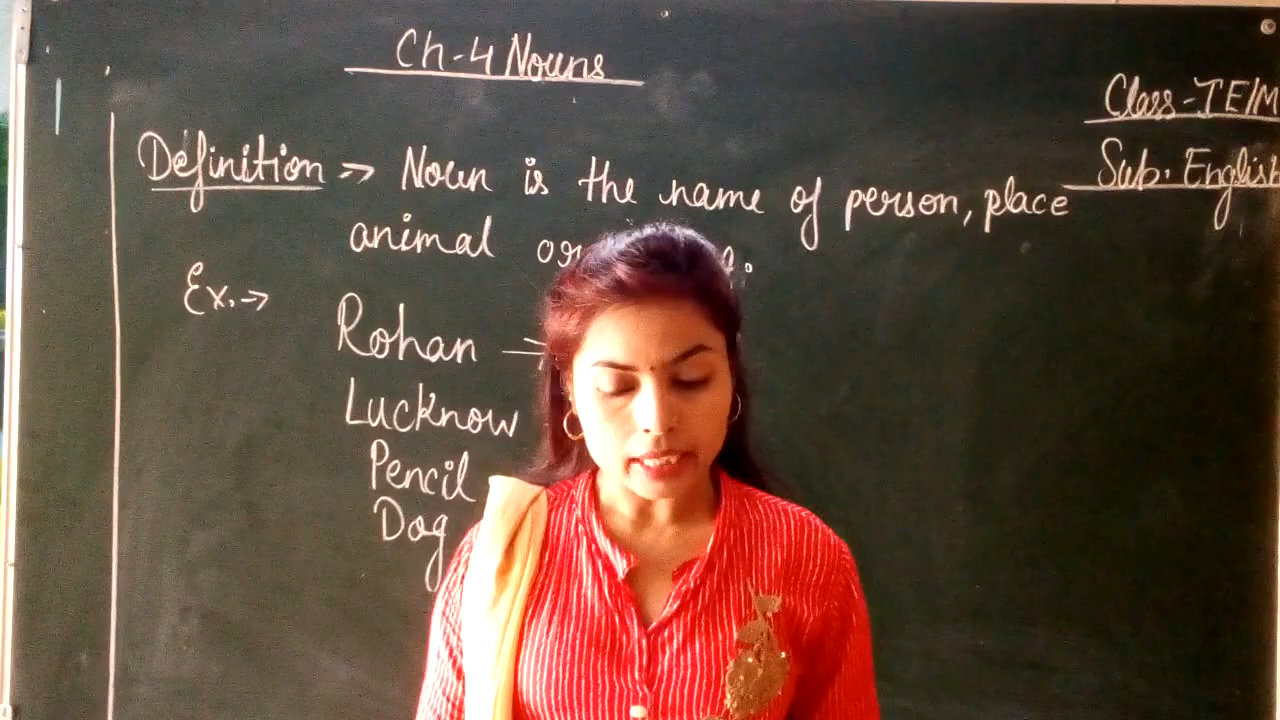 Ch-4 Nouns
Class-IE/M
Sub. English
Definition → Noun is the name of person, place
animal
Ex.→
Rohan
Lucknow
Pencil
Dog